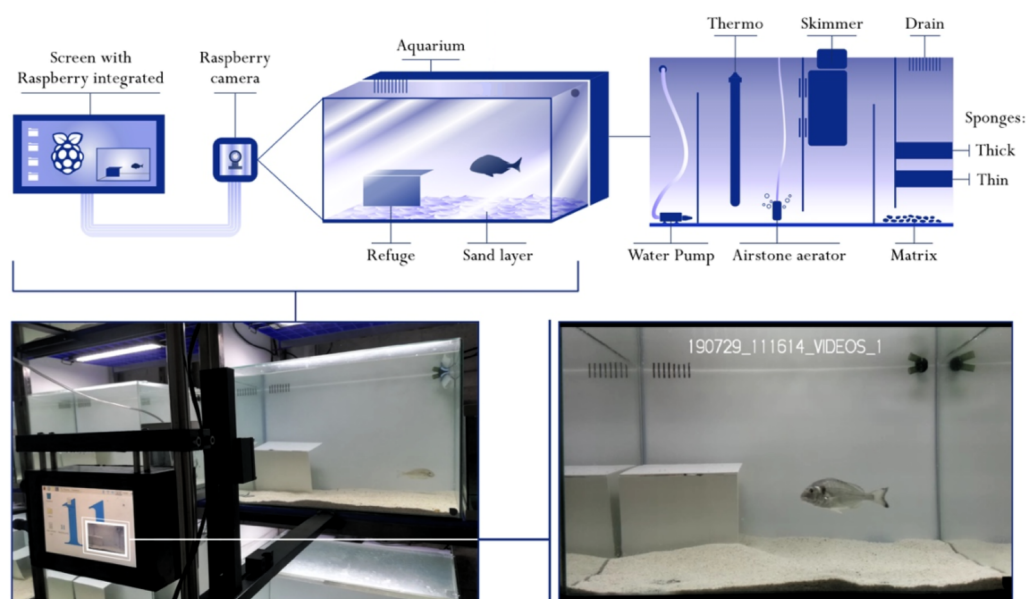 Thermo
Skimmer
Drain
Screen with
Raspberry integrated
Raspberry
camera
Aquarium
Sponges:
Thick
Thin
Refuge
Sand layer
Water Pump
Airstone aerator
Matrix
190729_111614_VIDEOS_1
11